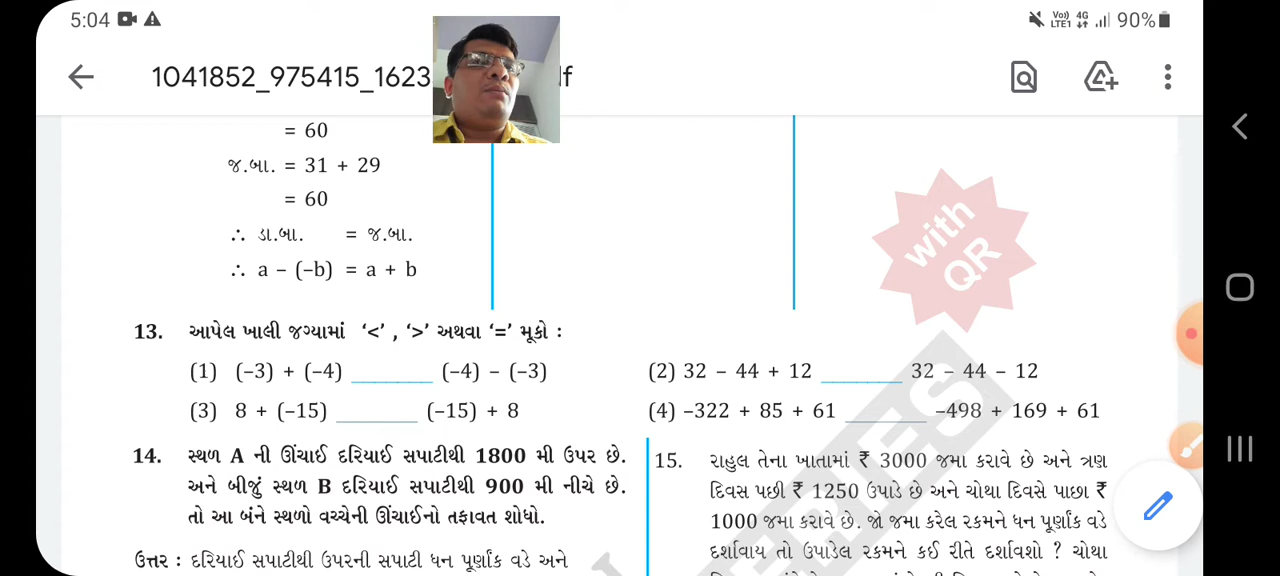 5:04
Vo)) LTE1 4G 90%
1041852_975415_1623
df
= 60
જ.બા. = 31 + 29
= 60
∴ ડા.બા. = જ.બા.
∴ a – (–b) = a + b
with
QR
13. આપેલ ખાલી જગ્યામાં ‘<’ , ‘>’ અથવા ‘=’ મૂકો :
(1) (–3) + (–4) ________ (–4) – (–3)
(2) 32 – 44 + 12 ________ 32 – 44 – 12
(3) 8 + (–15) ________ (–15) + 8
(4) –322 + 85 + 61 ________ –498 + 169 + 61
14. સ્થળ A ની ઊંચાઈ દરિયાઈ સપાટીથી 1800 મી ઉપર છે.
અને બીજું સ્થળ B દરિયાઈ સપાટીથી 900 મી નીચે છે.
તો આ બંને સ્થળો વચ્ચેની ઊંચાઈનો તફાવત શોધો.
ઉત્તર : દરિયાઈ સપાટીથી ઉપરની સપાટી ધન પૂર્ણાંક વડે અને
15. રાહુલ તેના ખાતામાં ₹ 3000 જમા કરાવે છે અને ત્રણ
દિવસ પછી ₹ 1250 ઉપાડે છે અને ચોથા દિવસે પાછા ₹
1000 જમા કરાવે છે. જો જમા કરેલ રકમને ધન પૂર્ણાંક વડે
દર્શાવાય તો ઉપાડેલ રકમને કઈ રીતે દર્શાવશો ? ચોથા